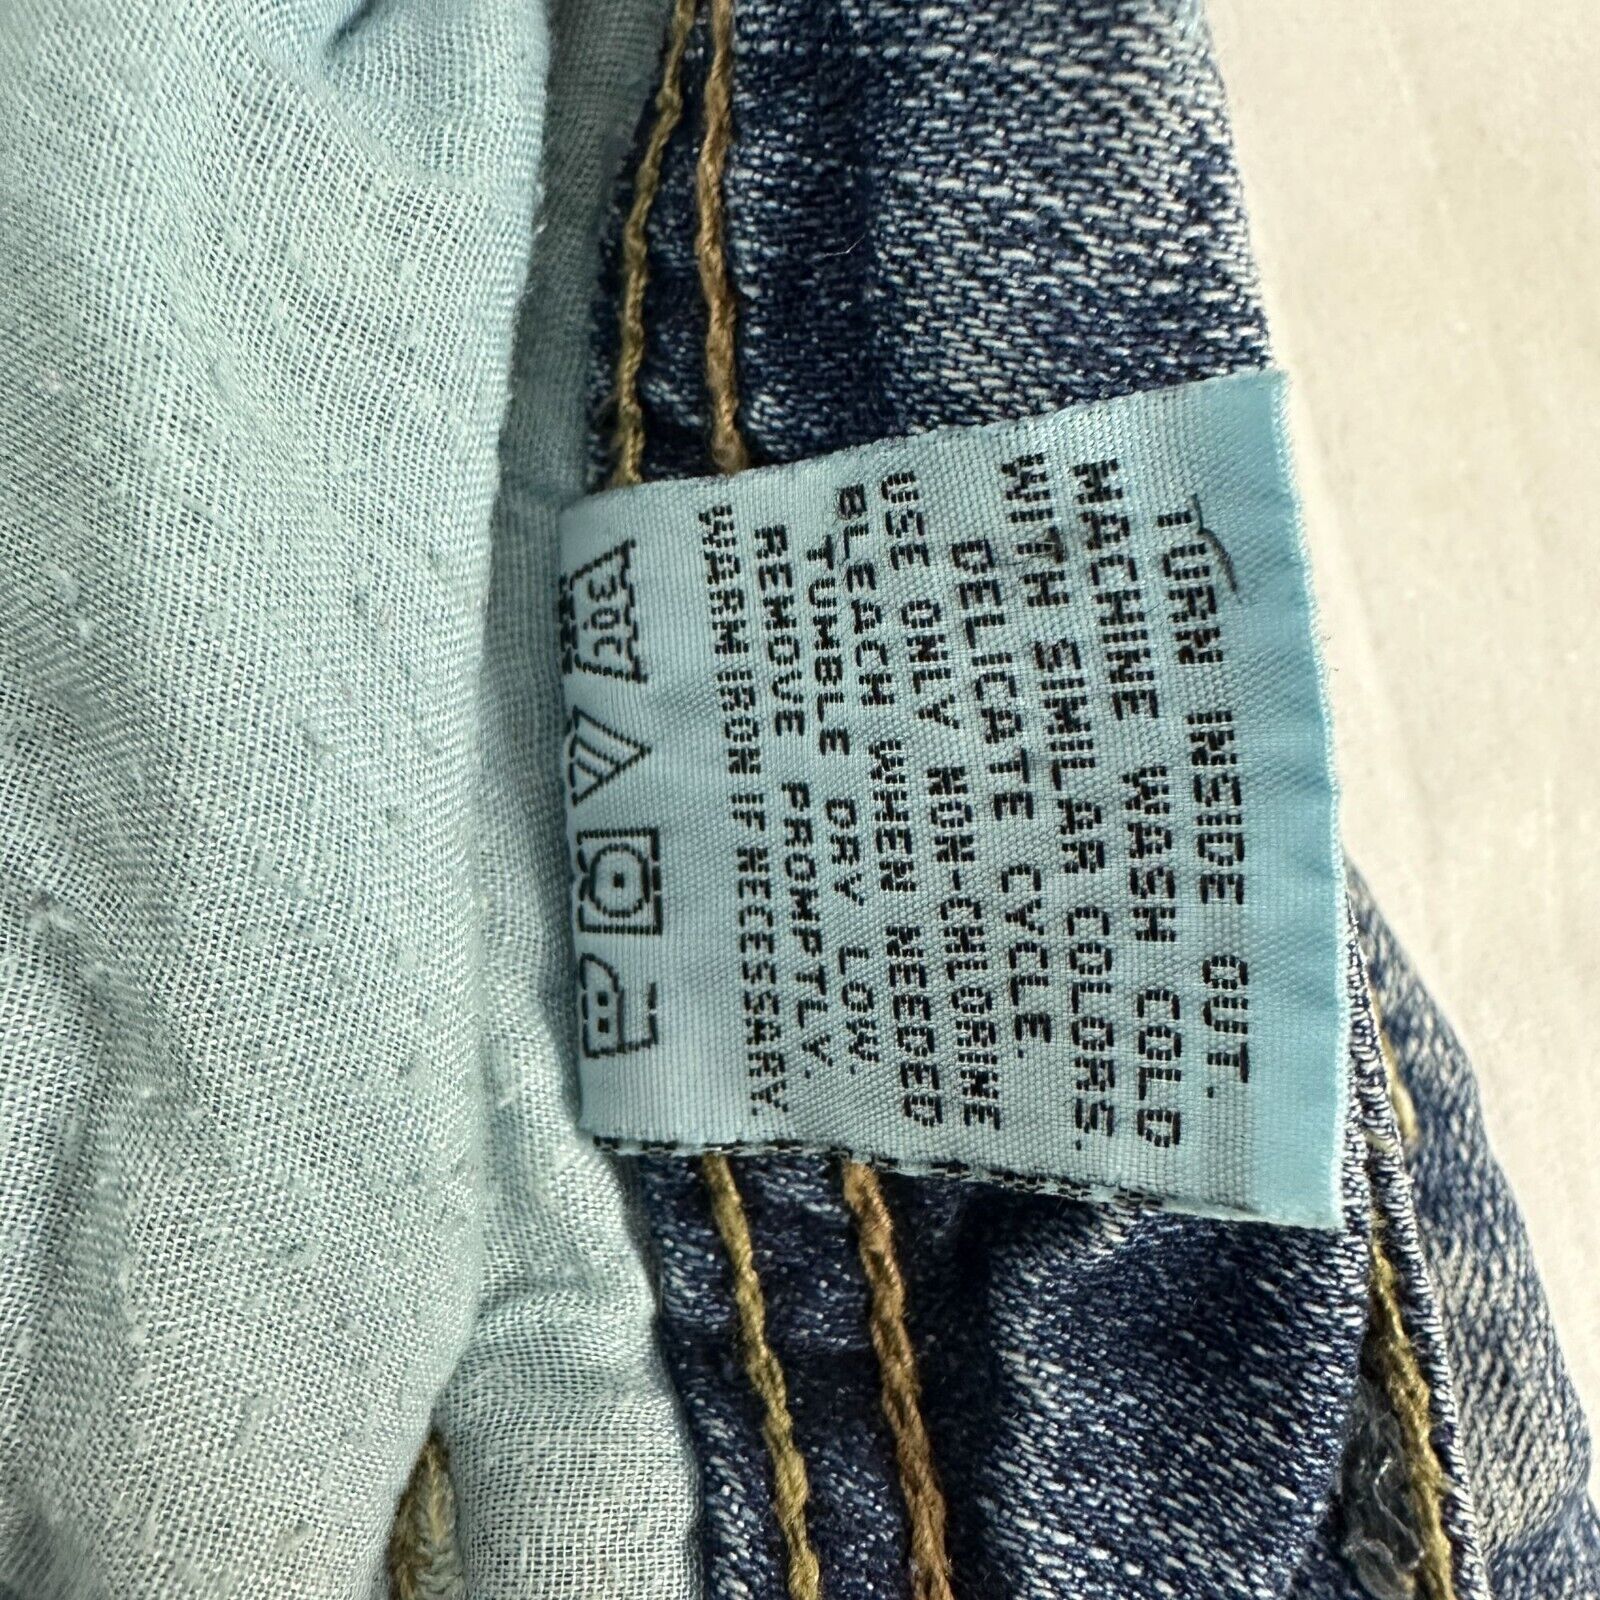 TURN INSIDE OUT.
MACHINE WASH COLD
WITH SIMILAR COLORS.
DELICATE CYCLE.
USE ONLY NON-CHLORINE
BLEACH WHEN NEEDED
TUMBLE DRY LOW.
REMOVE PROMPTLY.
WARM IRON IF NECESSARY.
30C